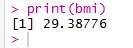 > print(bmi)
[1] 29.38776
>